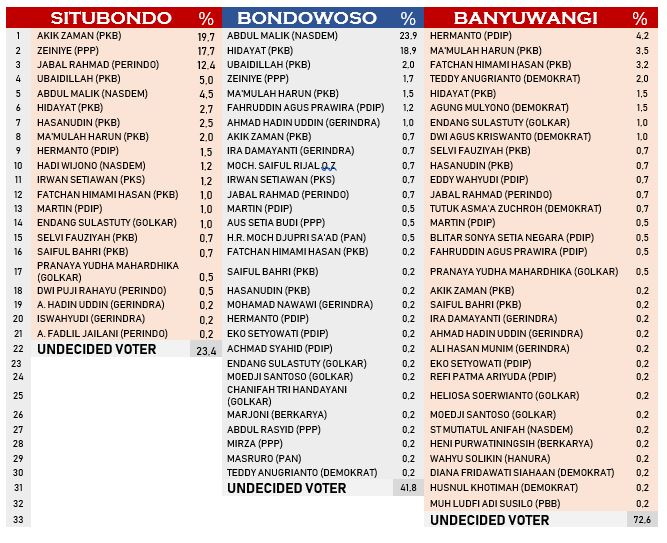 SITUBONDO % BONDOWOSO % BANYUWANGI %
1 AKIK ZAMAN (PKB) 19,7 ABDUL MALIK (NASDEM) 23,9 HERMANTO (PDIP) 4,2
2 ZEINIYE (PPP) 17,7 HIDAYAT (PKB) 18,9 MA'MULAH HARUN (PKB) 3,5
3 JABAL RAHMAD (PERINDO) 12,4 UBAIDILLAH (PKB) 2,0 FATCHAN HIMAMI HASAN (PKB) 3,2
4 UBAIDILLAH (PKB) 5,0 ZEINIYE (PPP) 1,7 TEDDY ANUGRIANTO (DEMOKRAT) 2,0
5 ABDUL MALIK (NASDEM) 4,5 MA'MULAH HARUN (PKB) 1,5 HIDAYAT (PKB) 1,5
6 HIDAYAT (PKB) 2,7 FAHRUDDIN AGUS PRAWIRA (PDIP) 1,2 AGUNG MULYONO (DEMOKRAT) 1,5
7 HASANUDIN (PKB) 2,5 AHMAD HADIN UDDIN (GERINDRA) 1,0 ENDANG SULASTUTY (GOLKAR) 1,0
8 MA'MULAH HARUN (PKB) 2,0 AKIK ZAMAN (PKB) 0,7 DWI AGUS KRISWANTO (DEMOKRAT) 1,0
9 HERMANTO (PDIP) 1,5 IRA DAMAYANTI (GERINDRA) 0,7 SELVI FAUZIYAH (PKB) 0,7
10 HADI WIJONO (NASDEM) 1,2 MOCH. SAIFUL RIJAL 0,7 0,7 HASANUDIN (PKB) 0,7
11 IRWAN SETIAWAN (PKS) 1,2 IRWAN SETIAWAN (PKS) 0,7 EDDY WAHYUDI (PDIP) 0,7
12 FATCHAN HIMAMI HASAN (PKB) 1,0 JABAL RAHMAD (PERINDO) 0,7 JABAL RAHMAD (PERINDO) 0,7
13 MARTIN (PDIP) 1,0 MARTIN (PDIP) 0,5 TUTUK ASMA'A ZUCHROH (DEMOKRAT) 0,7
14 ENDANG SULASTUTY (GOLKAR) 1,0 AUS SETIA BUDI (PPP) 0,5 MARTIN (PDIP) 0,5
15 SELVI FAUZIYAH (PKB) 0,7 H.R. MOCH DJUPRI SA'AD (PAN) 0,5 BLITAR SONYA SETIA NEGARA (PDIP) 0,5
16 SAIFUL BAHRI (PKB) 0,7 FATCHAN HIMAMI HASAN (PKB) 0,2 FAHRUDDIN AGUS PRAWIRA (PDIP) 0,5
17 PRANAYA YUDHA MAHARDHIKA
(GOLKAR) 0,5 SAIFUL BAHRI (PKB) 0,2 PRANAYA YUDHA MAHARDHIKA (GOLKAR) 0,5
18 DWI PUJI RAHAYU (PERINDO) 0,5 HASANUDIN (PKB) 0,2 AKIK ZAMAN (PKB) 0,2
19 A. HADIN UDDIN (GERINDRA) 0,2 MOHAMAD NAWAWI (GERINDRA) 0,2 SAIFUL BAHRI (PKB) 0,2
20 ISWAHYUDI (GERINDRA) 0,2 HERMANTO (PDIP) 0,2 IRA DAMAYANTI (GERINDRA) 0,2
21 A. FADLIL JAILANI (PERINDO) 0,2 EKO SETYOWATI (PDIP) 0,2 AHMAD HADIN UDDIN (GERINDRA) 0,2
22 UNDECIDED VOTER 23,4 ACHMAD SYAHID (PDIP) 0,2 ALI HASAN MUNIM (GERINDRA) 0,2
23 ENDANG SULASTUTY (GOLKAR) 0,2 EKO SETYOWATI (PDIP) 0,2
24 MOEDJI SANTOSO (GOLKAR) 0,2 REFI PATMA ARIYUDA (PDIP) 0,2
25 CHANIFAH TRI HANDAYANI
(GOLKAR) 0,2 HELIOSA SOERWIANTO (GOLKAR) 0,2
26 MARJONI (BERKARYA) 0,2 MOEDJI SANTOSO (GOLKAR) 0,2
27 ABDUL RASYID (PPP) 0,2 ST MUTIATUL ANIFAH (NASDEM) 0,2
28 MIRZA (PPP) 0,2 HENI PURWATININGSIH (BERKARYA) 0,2
29 MASRURO (PAN) 0,2 WAHYU SOLIKIN (HANURA) 0,2
30 TEDDY ANUGRIANTO (DEMOKRAT) 0,2 DIANA FRIDAWATI SIAHAAN (DEMOKRAT) 0,2
31 UNDECIDED VOTER 41,8 HUSNUL KHOTIMAH (DEMOKRAT) 0,2
32 MUH LUDFI ADI SUSILO (PBB) 0,2
33 UNDECIDED VOTER 72,6